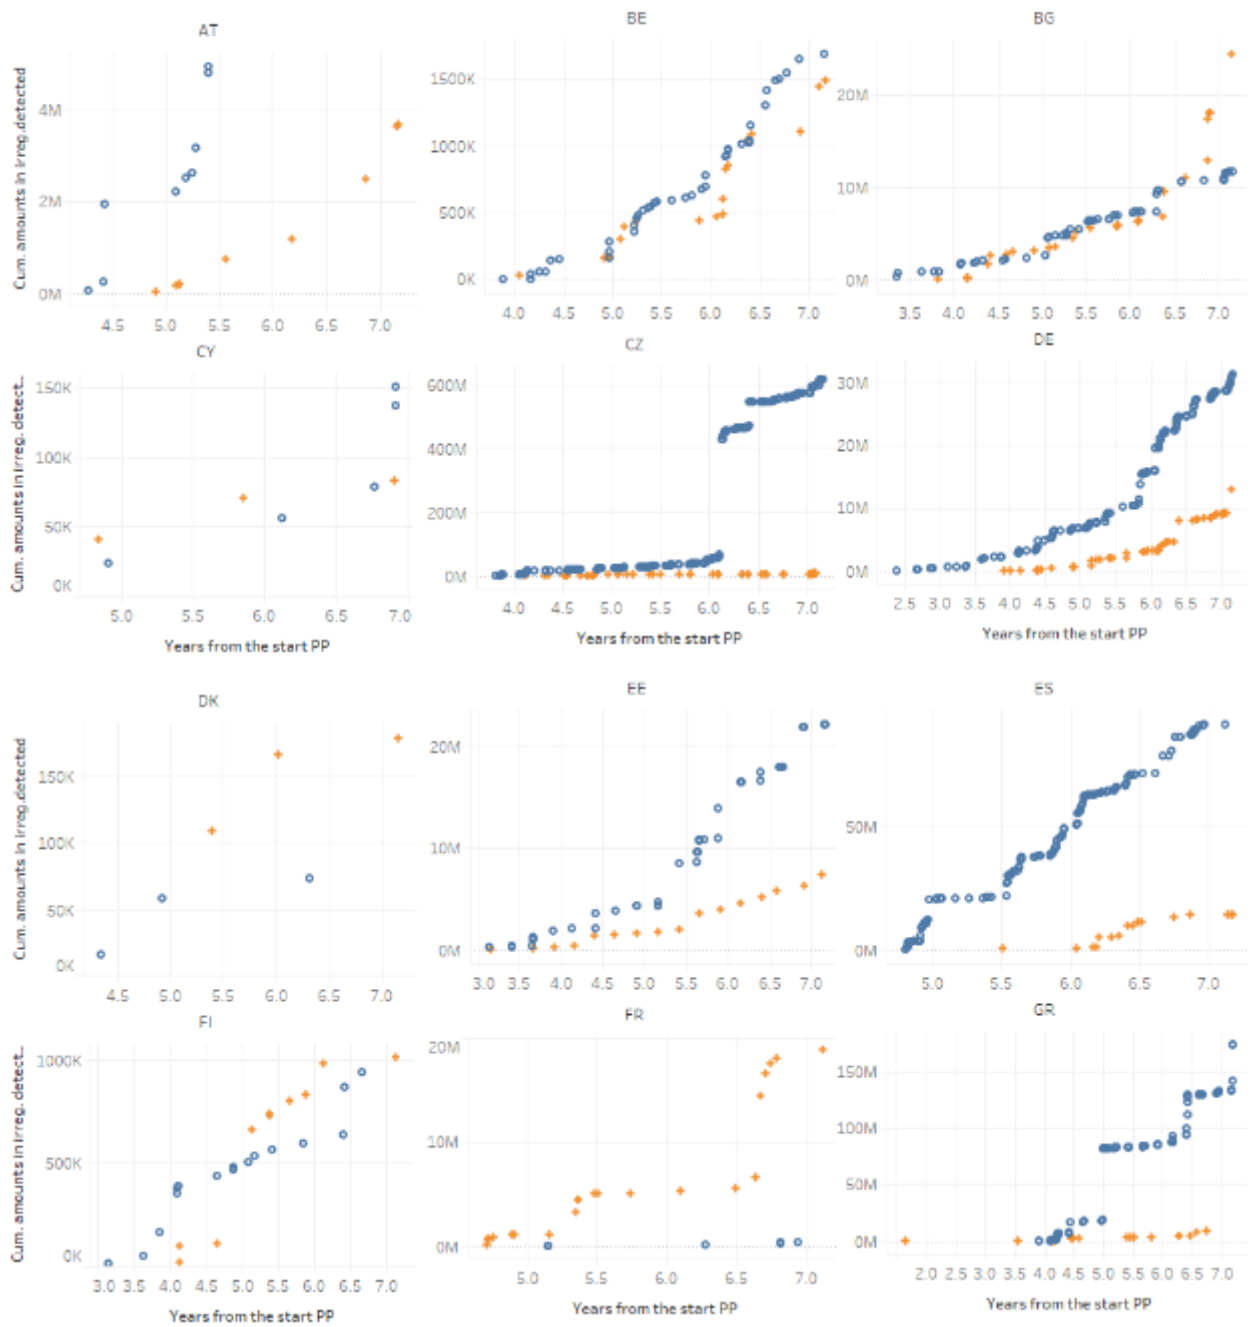 AT
BE
BG
Cum. amounts in irreg.detected
4M
2M
0M
1500K
1000K
500K
0K
20M
10M
0M
4.5 5.0 5.5 6.0 6.5 7.0
4.0 4.5 5.0 5.5 6.0 6.5 7.0
3.5 4.0 4.5 5.0 5.5 6.0 6.5 7.0
CY
CZ
DE
Cum. amounts in irreg. detect..
150K
100K
50K
0K
600M
400M
200M
0M
30M
20M
10M
0M
5.0 6.0 7.0
4.0 4.5 5.0 5.5 6.0 6.5 7.0
2.5 3.0 3.5 4.0 4.5 5.0 5.5 6.0 6.5 7.0
Years from the start PP
Years from the start PP
Years from the start PP
DK
EE
ES
Cum. amounts in irreg.detected
150K
100K
50K
0K
20M
10M
0M
50M
0M
4.5 5.0 5.5 6.0 6.5 7.0
3.0 3.5 4.0 4.5 5.0 5.5 6.0 6.5 7.0
5.0 5.5 6.0 6.5 7.0
FI
FR
GR
Cum. amounts in irreg. detect..
1000K
500K
0K
20M
10M
0M
150M
100M
50M
0M
3.0 3.5 4.0 4.5 5.0 5.5 6.0 6.5 7.0
5.0 5.5 6.0 6.5 7.0
2.0 2.5 3.0 3.5 4.0 4.5 5.0 5.5 6.0 6.5 7.0
Years from the start PP
Years from the start PP
Years from the start PP